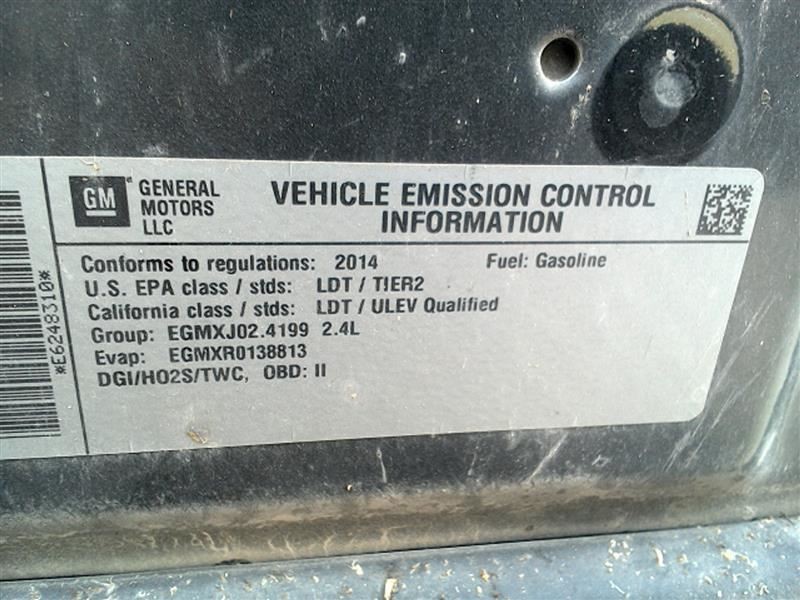 GM GENERAL MOTORS LLC
VEHICLE EMISSION CONTROL
INFORMATION
Conforms to regulations: 2014 Fuel: Gasoline
U.S. EPA class / stds: LDT / TIER2
California class / stds: LDT / ULEV Qualified
Group: EGMXJ02.4199 2.4L
Evap: EGMXR0138813
DGI/HO2S/TWC, OBD: II
*E6248310*